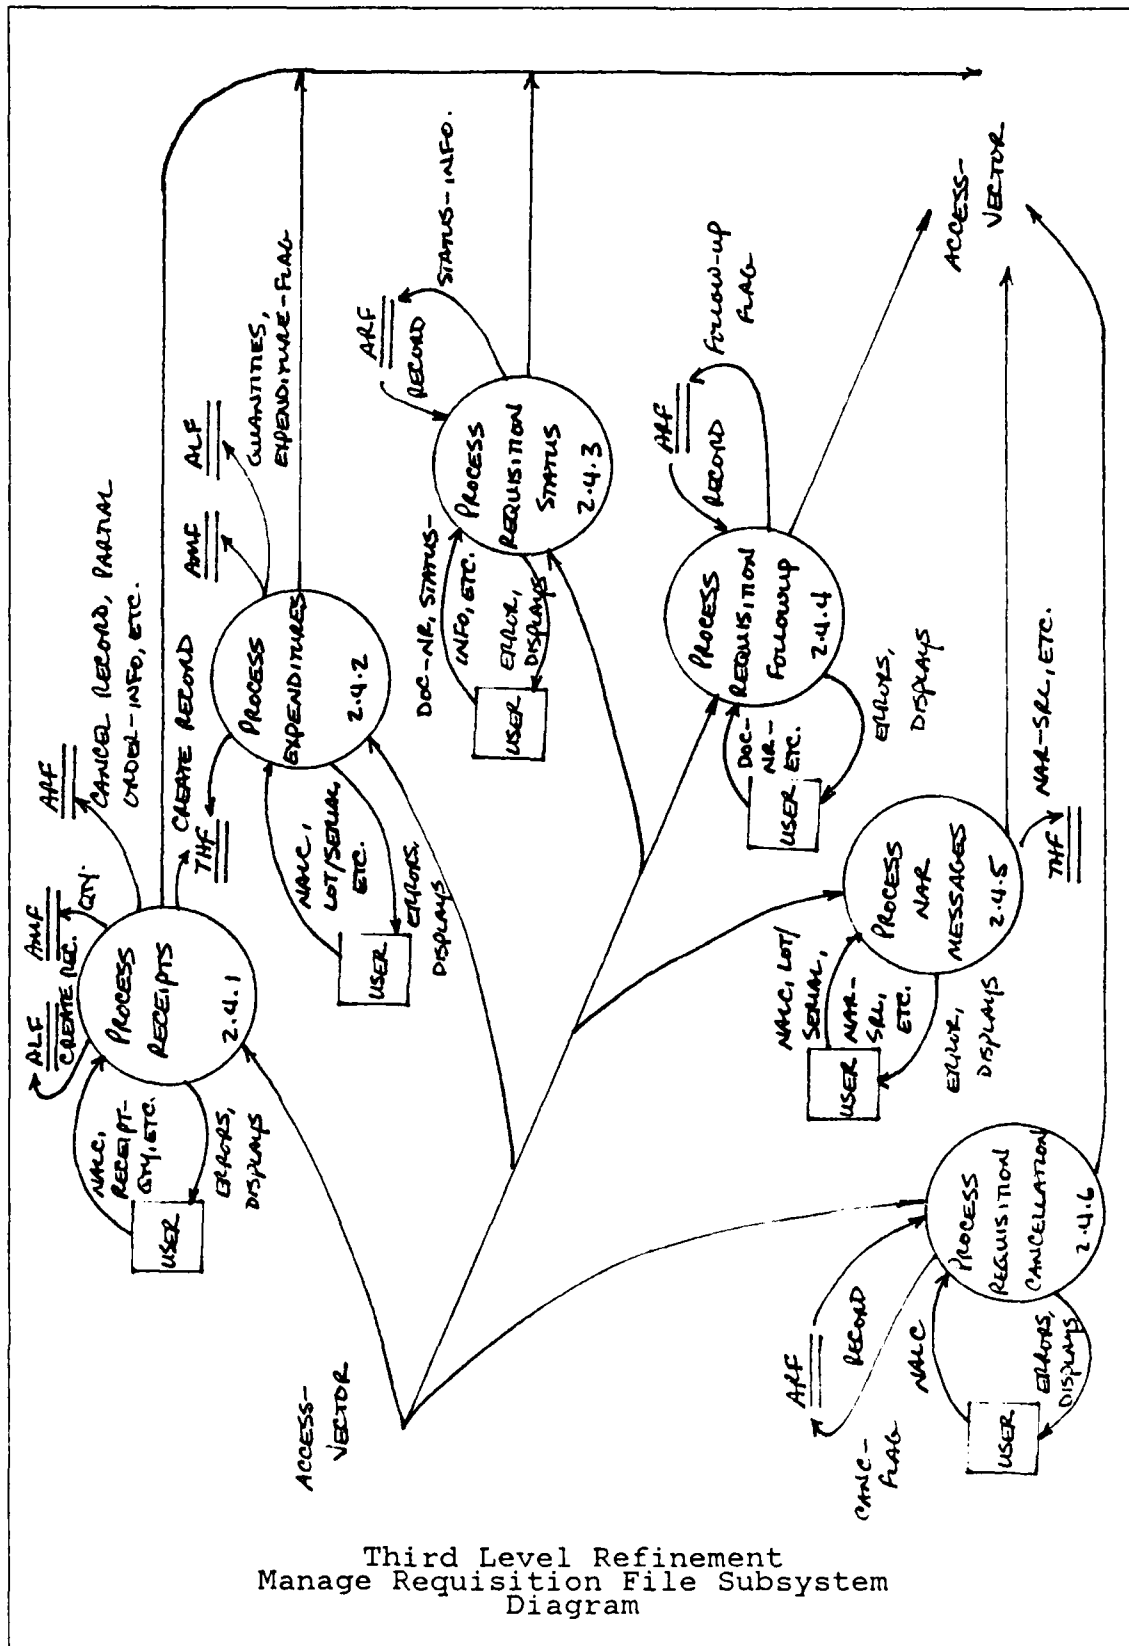 ALF
CREATE REC.
AMF
QTY.
ARF
CANCEL RECORD, PARTIAL
ORDER-INFO, ETC.
CREATE RECORD
THF
PROCESS
RECEIPTS
2.4.1
NALC,
RECEIPT-
QTY, ETC.
USER
ERRORS,
DISPLAYS
AMF
ALF
QUANTITIES,
EXPENDITURE-FLAG
PROCESS
EXPENDITURES
2.4.2
NALC,
LOT/SERIAL,
ETC.
USER
ERRORS,
DISPLAYS
ARF
RECORD
STATUS-INFO.
PROCESS
REQUISITION
STATUS
2.4.3
DOC-NR, STATUS-
INFO, ETC.
USER
ERROR,
DISPLAYS
ARF
RECORD
FOLLOW-UP
FLAG
PROCESS
REQUISITION
FOLLOWUP
2.4.4
DOC-
NR-
ETC.
USER
ERRORS,
DISPLAYS
PROCESS
NAR
MESSAGES
2.4.5
NALC, LOT/
SERIAL,
NAR-
SRL,
ETC.
USER
ERROR,
DISPLAYS
NAR-SRL, ETC.
THF
PROCESS
REQUISITION
CANCELLATION
2.4.6
ARF
RECORD
CANC-
FLAG
NALC
USER
ERRORS,
DISPLAYS
ACCESS-
VECTOR
ACCESS-
VECTOR
Third Level Refinement
Manage Requisition File Subsystem
Diagram